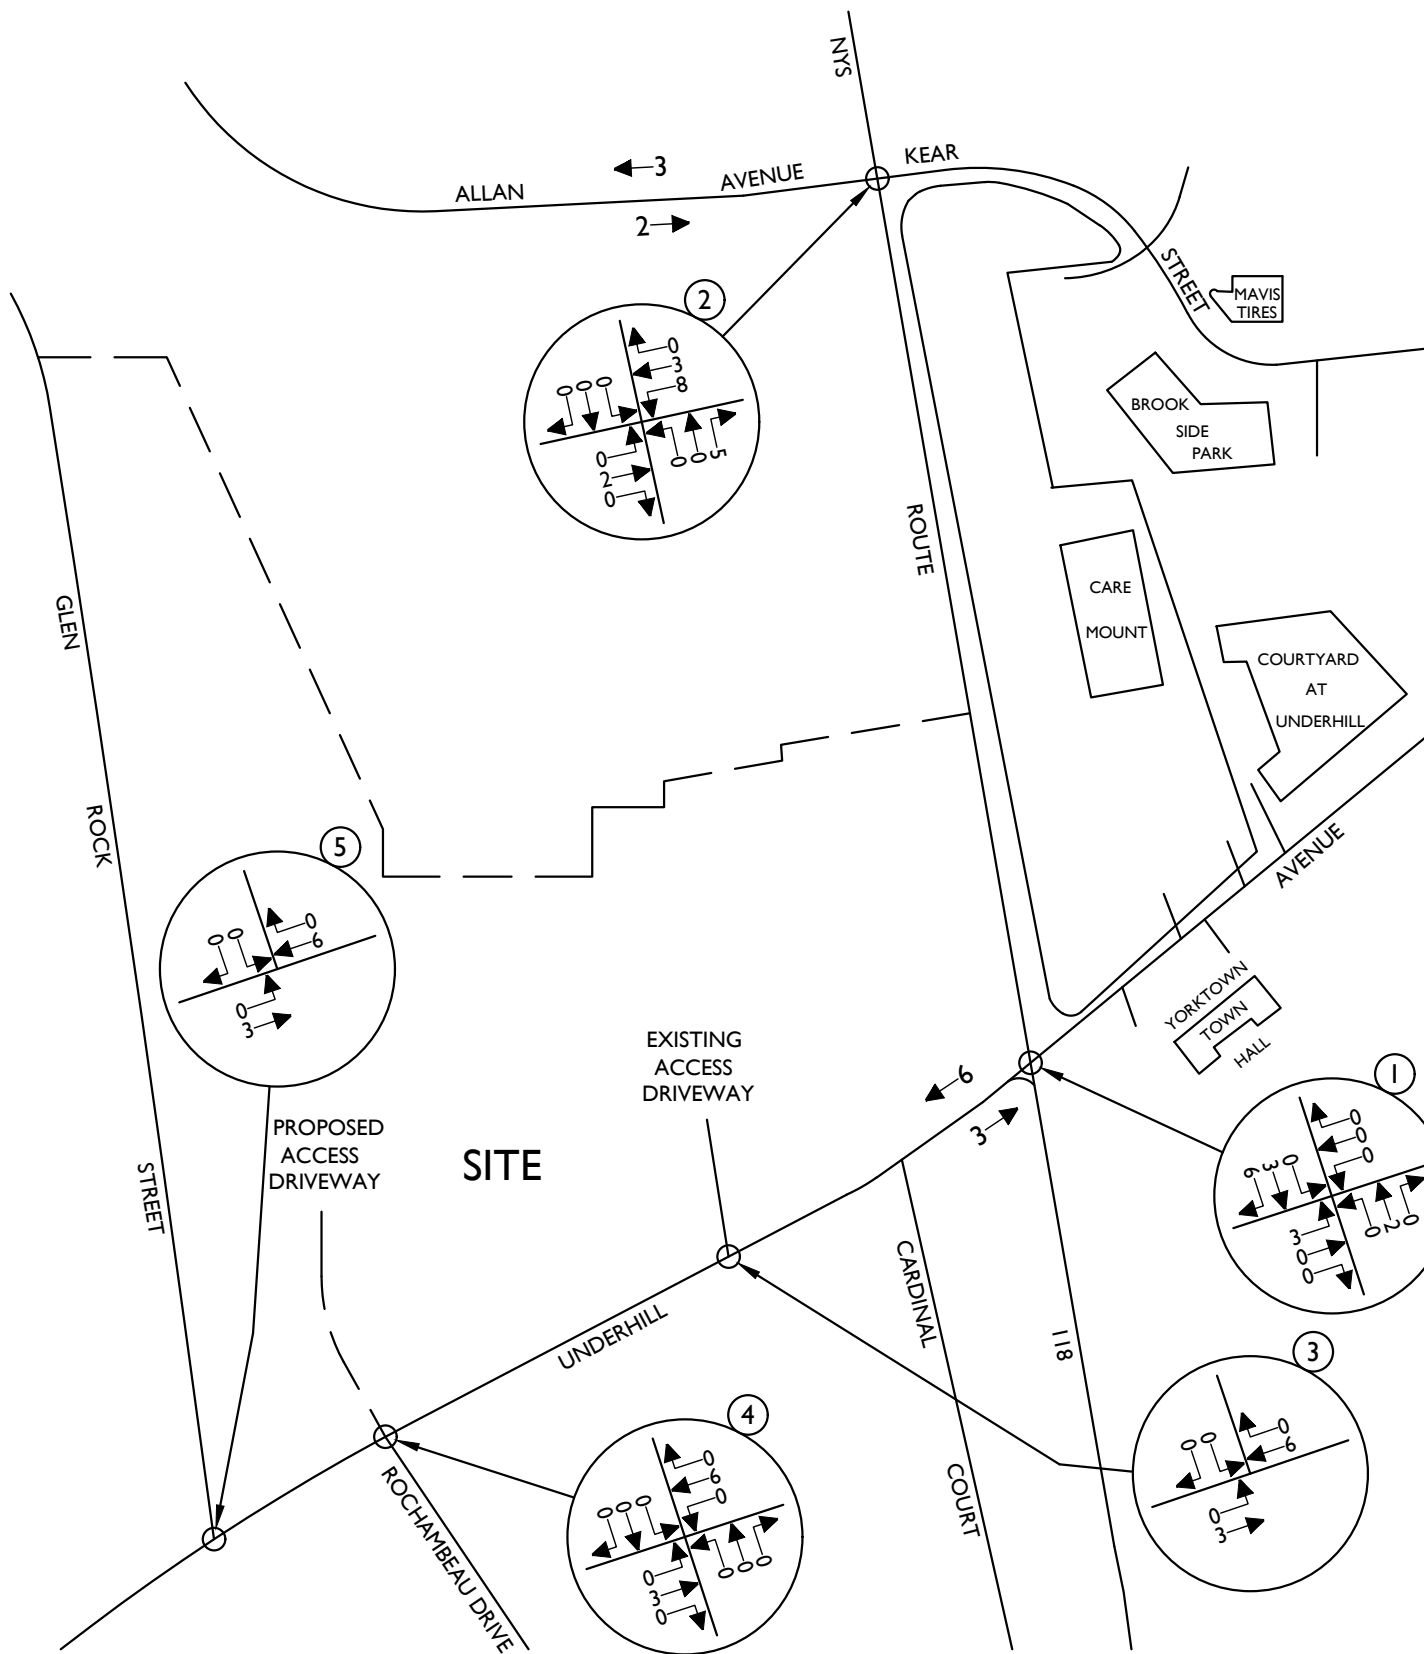 NYS
KEAR
3
AVENUE
ALLAN
2
STREET
MAVIS
TIRES
2
0
3
8
0 0 0
0
2
0
0 0 5
BROOK
SIDE
PARK
ROUTE
CARE
MOUNT
GLEN
COURTYARD
AT
UNDERHILL
ROCK
5
0
6
0 0
0
3
AVENUE
YORKTOWN
TOWN
HALL
EXISTING
ACCESS
DRIVEWAY
6
3
1
0
0
0
6 3 0
3
0
0
0 2 0
PROPOSED
ACCESS
DRIVEWAY
SITE
STREET
CARDINAL
UNDERHILL
118
3
0
6
0 0
0
3
4
0
6
0
0 0 0
0
3
0
0 0 0
ROCHAMBEAU DRIVE
COURT